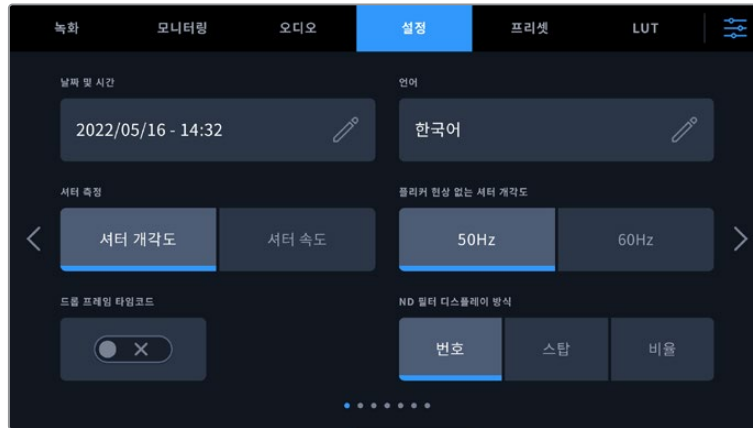 녹화 모니터링 오디오 설정 프리셋 LUT
날짜 및 시간 언어
2022/05/16 - 14:32 한국어
셔터 측정 플리커 현상 없는 셔터 개각도
셔터 개각도 셔터 속도 50Hz 60Hz
드롭 프레임 타임코드 ND 필터 디스플레이 방식
번호 스탑 비율